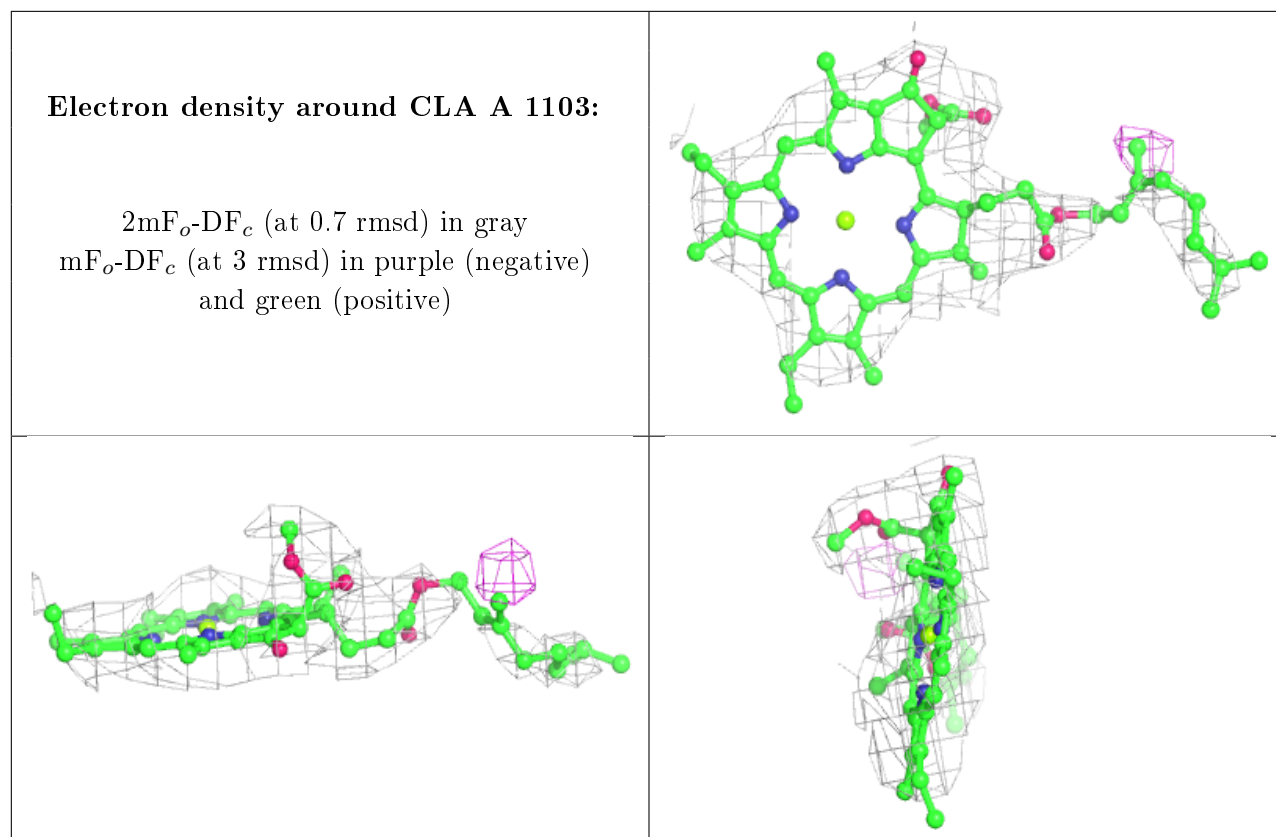 Electron density around CLA A 1103:
2mFo-DFc (at 0.7 rmsd) in gray
mFo-DFc (at 3 rmsd) in purple (negative)
and green (positive)